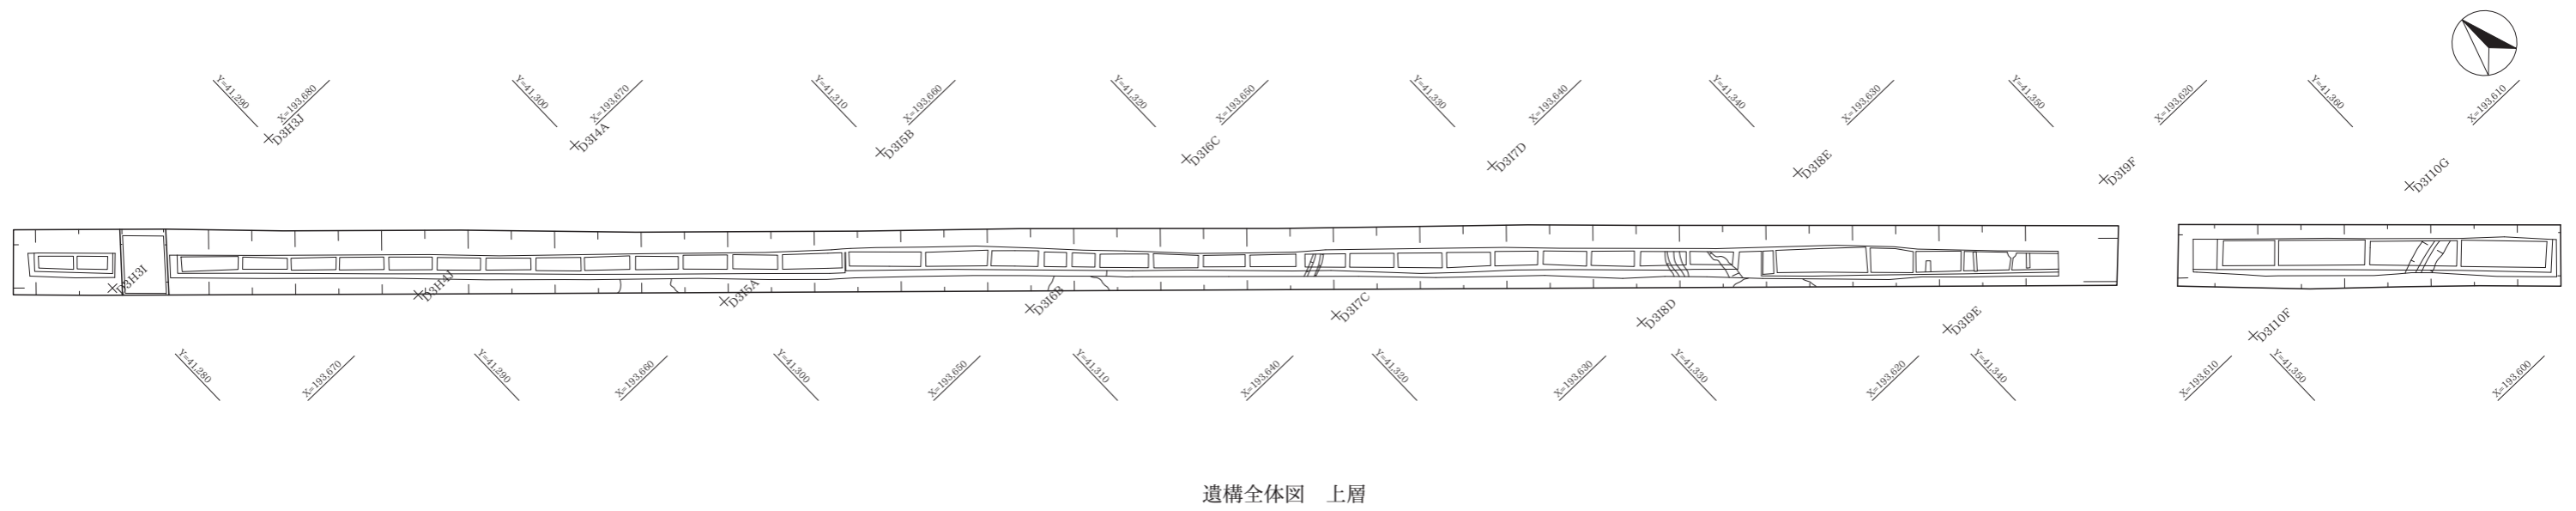 Y=41,290
X=193,680
Y=41,300
X=193,670
Y=41,310
X=193,660
Y=41,320
X=193,650
Y=41,330
X=193,640
Y=41,340
X=193,630
Y=41,350
X=193,620
Y=41,360
X=193,610
D3H3J
D3I4A
D3I5B
D3I6C
D3I7D
D3I8E
D3I9F
D3I10G
D3H3I
D3H4J
D3I5A
D3I6B
D3I7C
D3I8D
D3I9E
D3I10F
Y=41,280
X=193,670
Y=41,290
X=193,660
Y=41,300
X=193,650
Y=41,310
X=193,640
Y=41,320
X=193,630
Y=41,330
X=193,620
Y=41,340
X=193,610
Y=41,350
X=193,600
遺構全体図　上層